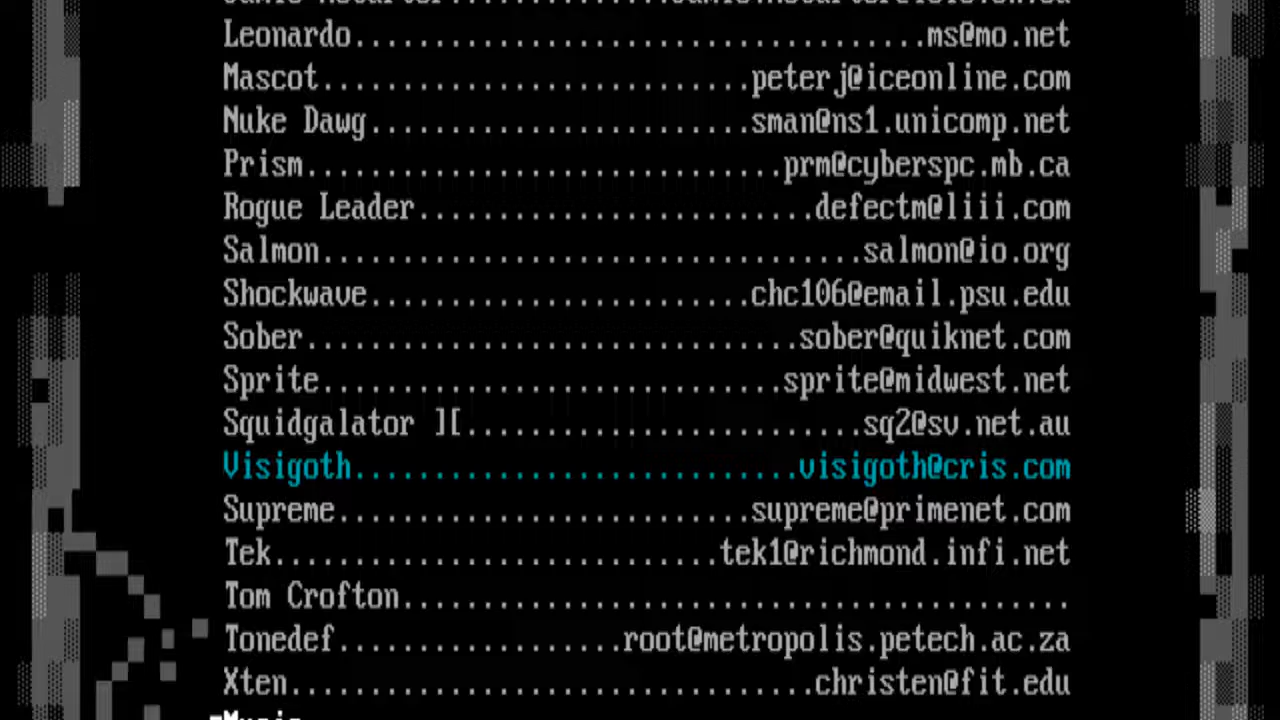 Leonardo....................................ms@mo.net
Mascot...........................peterj@iceonline.com
Nuke Dawg........................sman@ns1.unicomp.net
Prism..............................prm@cyberspc.mb.ca
Rogue Leader.........................defectm@liii.com
Salmon..................................salmon@io.org
Shockwave........................chc106@email.psu.edu
Sober...............................sober@quiknet.com
Sprite.............................sprite@midwest.net
Squidgalator ][.........................sq2@sv.net.au
Visigoth............................visigoth@cris.com
Supreme..........................supreme@primenet.com
Tek............................tek1@richmond.infi.net
Tom Crofton..........................................
Tonedef..................root@metropolis.petech.ac.za
Xten.................................christen@fit.edu